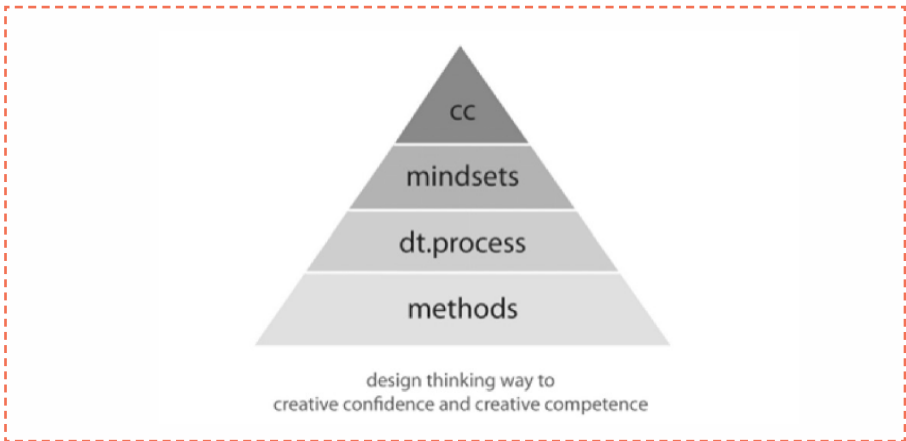 cc
mindsets
dt.process
methods
design thinking way to
creative confidence and creative competence